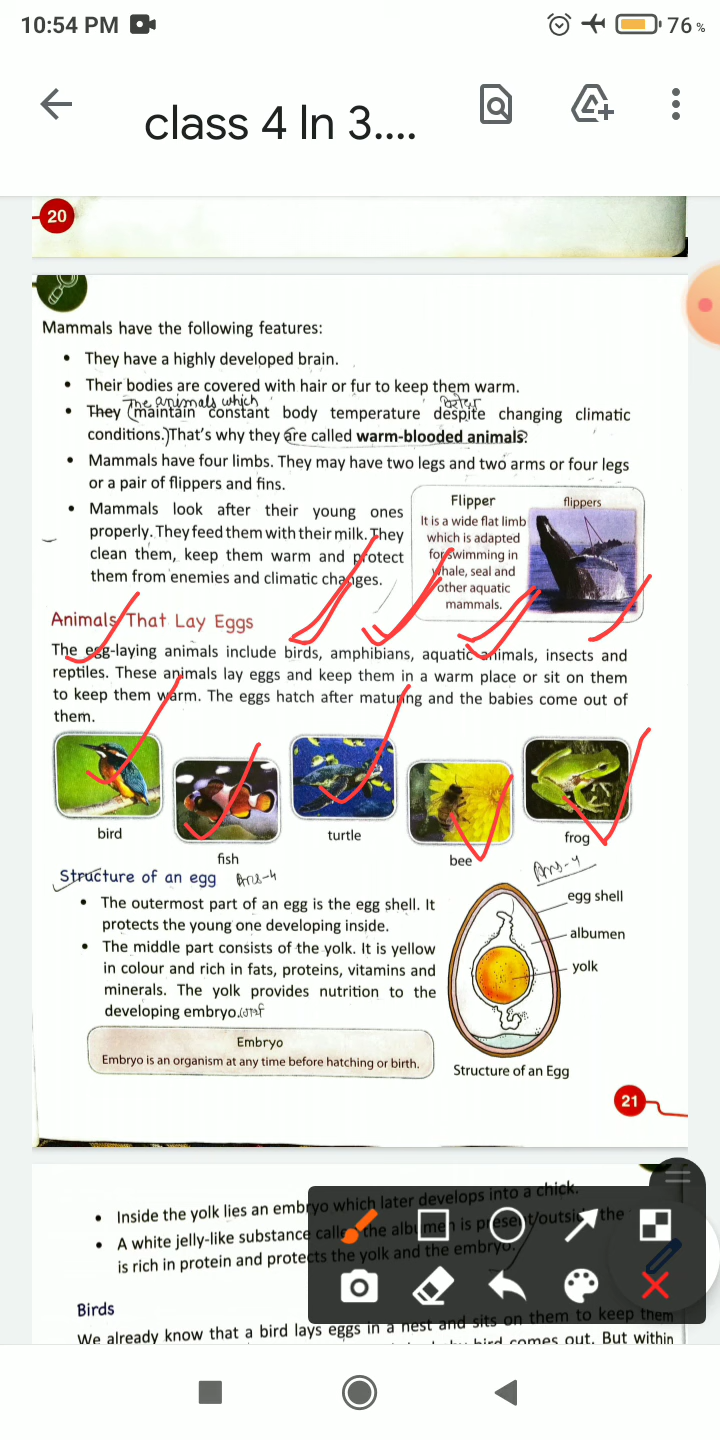 10:54 PM
76%
class 4 ln 3....
20
Mammals have the following features:
• They have a highly developed brain.
• Their bodies are covered with hair or fur to keep them warm.
The animals which
• They (maintain constant body temperature despite changing climatic
conditions.) That's why they are called warm-blooded animals?
• Mammals have four limbs. They may have two legs and two arms or four legs
or a pair of flippers and fins.
• Mammals look after their young ones
properly. They feed them with their milk. They
clean them, keep them warm and protect
them from enemies and climatic changes.
Flipper
It is a wide flat limb
which is adapted
for swimming in
whale, seal and
other aquatic
mammals.
flippers
Animals That Lay Eggs
The egg-laying animals include birds, amphibians, aquatic animals, insects and
reptiles. These animals lay eggs and keep them in a warm place or sit on them
to keep them warm. The eggs hatch after maturing and the babies come out of
them.
bird
fish
turtle
bee
frog
Structure of an egg Ans-4
Ans-4
• The outermost part of an egg is the egg shell. It
protects the young one developing inside.
• The middle part consists of the yolk. It is yellow
in colour and rich in fats, proteins, vitamins and
minerals. The yolk provides nutrition to the
developing embryo.
Embryo
Embryo is an organism at any time before hatching or birth.
egg shell
albumen
yolk
Structure of an Egg
21
• Inside the yolk lies an embryo which later develops into a chick.
• A white jelly-like substance called the albumen is present outside the
is rich in protein and protects the yolk and the embryo.
Birds
We already know that a bird lays eggs in a nest and sits on them to keep them
bird comes out. But within